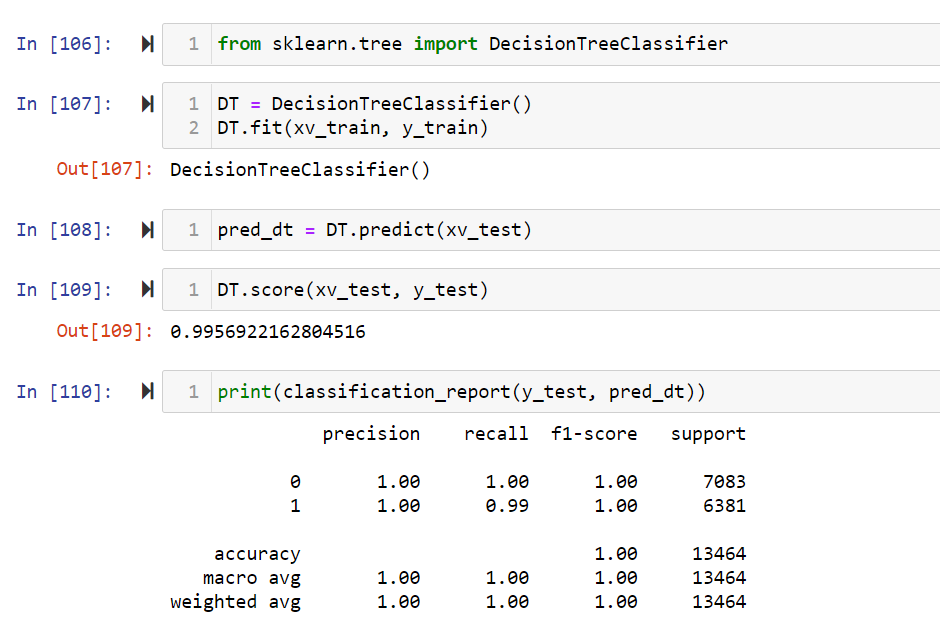 In [106]: 1 from sklearn.tree import DecisionTreeClassifier
In [107]: 1 DT = DecisionTreeClassifier()
2 DT.fit(xv_train, y_train)
Out[107]: DecisionTreeClassifier()
In [108]: 1 pred_dt = DT.predict(xv_test)
In [109]: 1 DT.score(xv_test, y_test)
Out[109]: 0.9956922162804516
In [110]: 1 print(classification_report(y_test, pred_dt))
precision recall f1-score support
0 1.00 1.00 1.00 7083
1 1.00 0.99 1.00 6381
accuracy 1.00 13464
macro avg 1.00 1.00 1.00 13464
weighted avg 1.00 1.00 1.00 13464